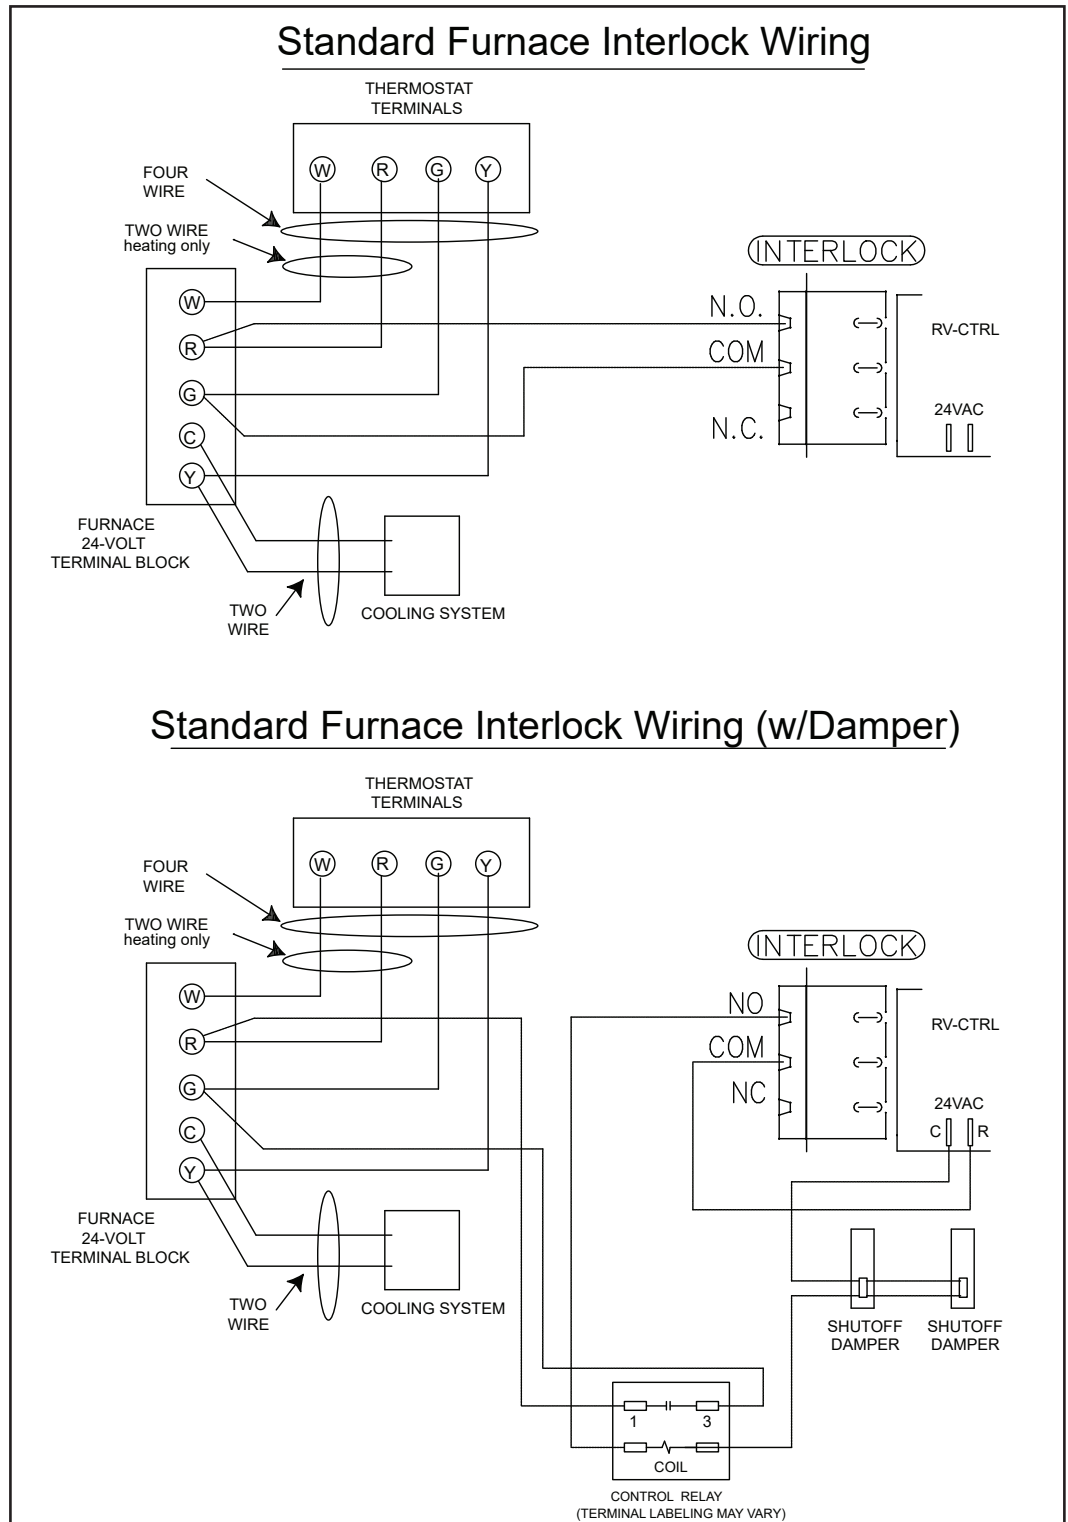 Standard Furnace Interlock Wiring
THERMOSTAT
TERMINALS
W R G Y
FOUR
WIRE
TWO WIRE
heating only
W
R
G
C
Y
FURNACE
24-VOLT
TERMINAL BLOCK
TWO
WIRE
COOLING SYSTEM
INTERLOCK
N.O.
COM
N.C.
RV-CTRL
24VAC
Standard Furnace Interlock Wiring (w/Damper)
THERMOSTAT
TERMINALS
W R G Y
FOUR
WIRE
TWO WIRE
heating only
W
R
G
C
Y
FURNACE
24-VOLT
TERMINAL BLOCK
TWO
WIRE
COOLING SYSTEM
INTERLOCK
NO
COM
NC
RV-CTRL
24VAC
C R
SHUTOFF
DAMPER
SHUTOFF
DAMPER
1 3
COIL
CONTROL RELAY
(TERMINAL LABELING MAY VARY)